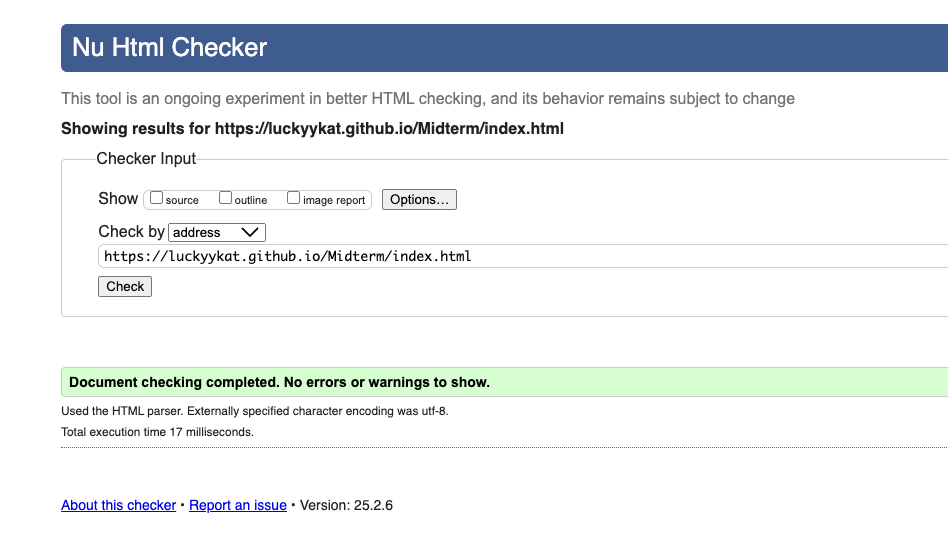 Nu Html Checker
This tool is an ongoing experiment in better HTML checking, and its behavior remains subject to change
Showing results for https://luckyykat.github.io/Midterm/index.html
Checker Input
Show source outline image report Options...
Check by address
https://luckyykat.github.io/Midterm/index.html
Check
Document checking completed. No errors or warnings to show.
Used the HTML parser. Externally specified character encoding was utf-8.
Total execution time 17 milliseconds.
About this checker • Report an issue • Version: 25.2.6